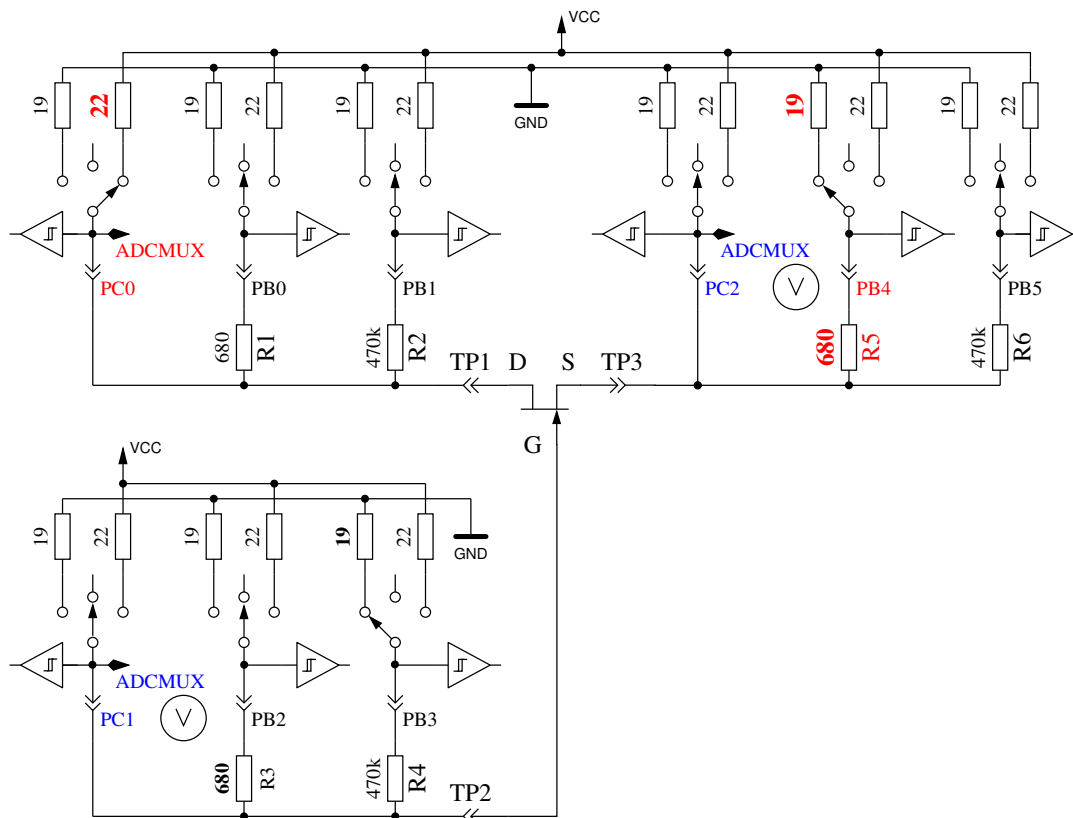 VCC
19
22
19
22
19
22
GND
19
22
19
22
19
22
ADCMUX
PC0
PB0
PB1
ADCMUX
PC2
V
PB4
PB5
680
R1
470k
R2
680
R5
470k
R6
TP1
D
S
TP3
G
VCC
19
22
19
22
19
22
GND
ADCMUX
PC1
V
PB2
PB3
680
R3
470k
R4
TP2